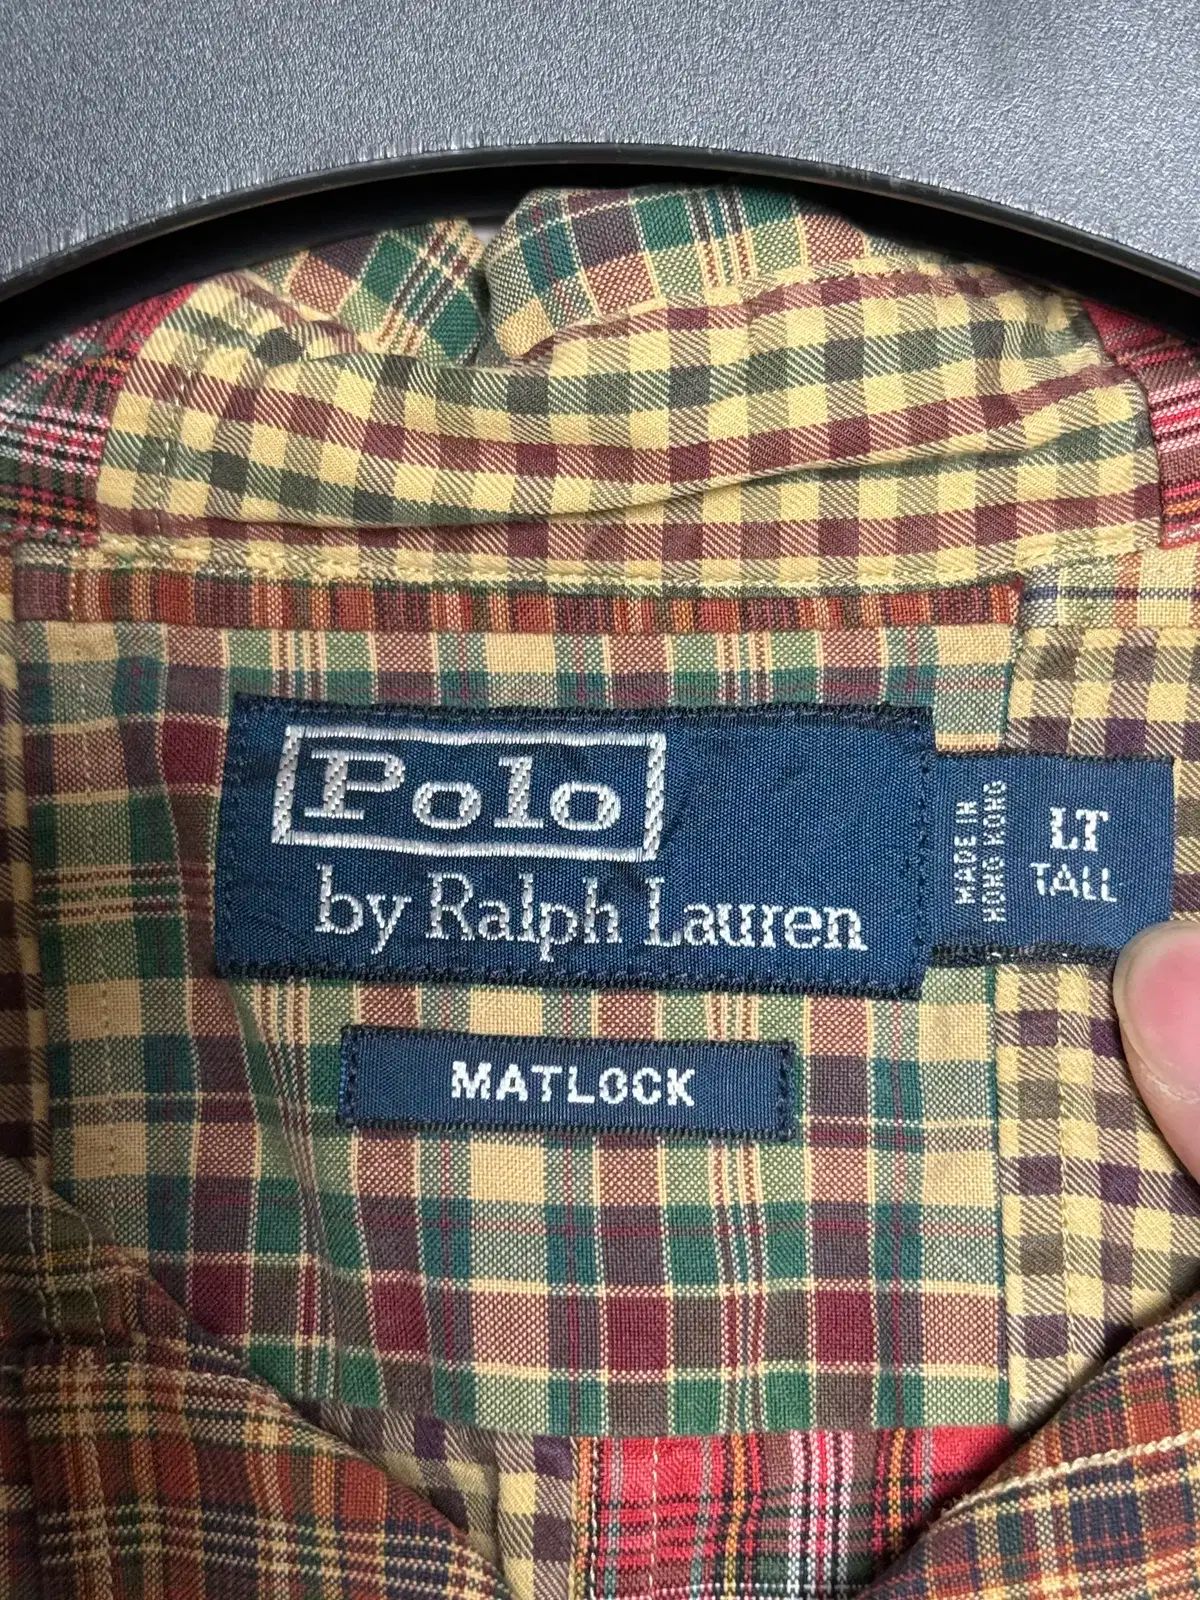 Polo
by Ralph Lauren
MADE IN
HONG KONG
LT
TALL
MATLOCK